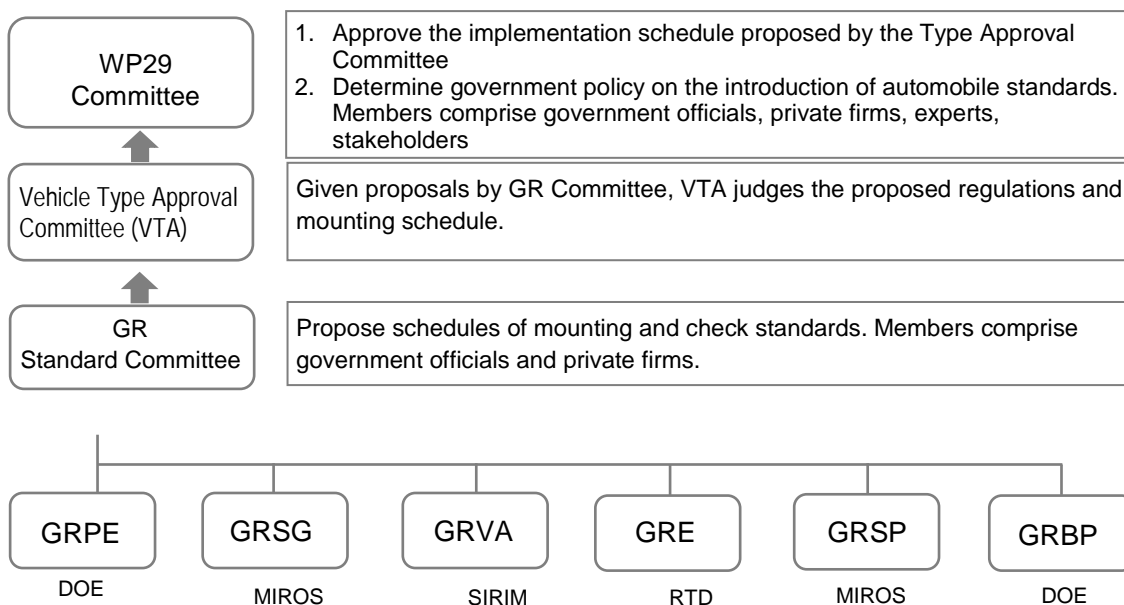 WP29
Committee
1. Approve the implementation schedule proposed by the Type Approval
Committee
2. Determine government policy on the introduction of automobile standards.
Members comprise government officials, private firms, experts,
stakeholders
Vehicle Type Approval
Committee (VTA)
Given proposals by GR Committee, VTA judges the proposed regulations and
mounting schedule.
GR
Standard Committee
Propose schedules of mounting and check standards. Members comprise
government officials and private firms.
GRPE
GRSG
GRVA
GRE
GRSP
GRBP
DOE
MIROS
SIRIM
RTD
MIROS
DOE